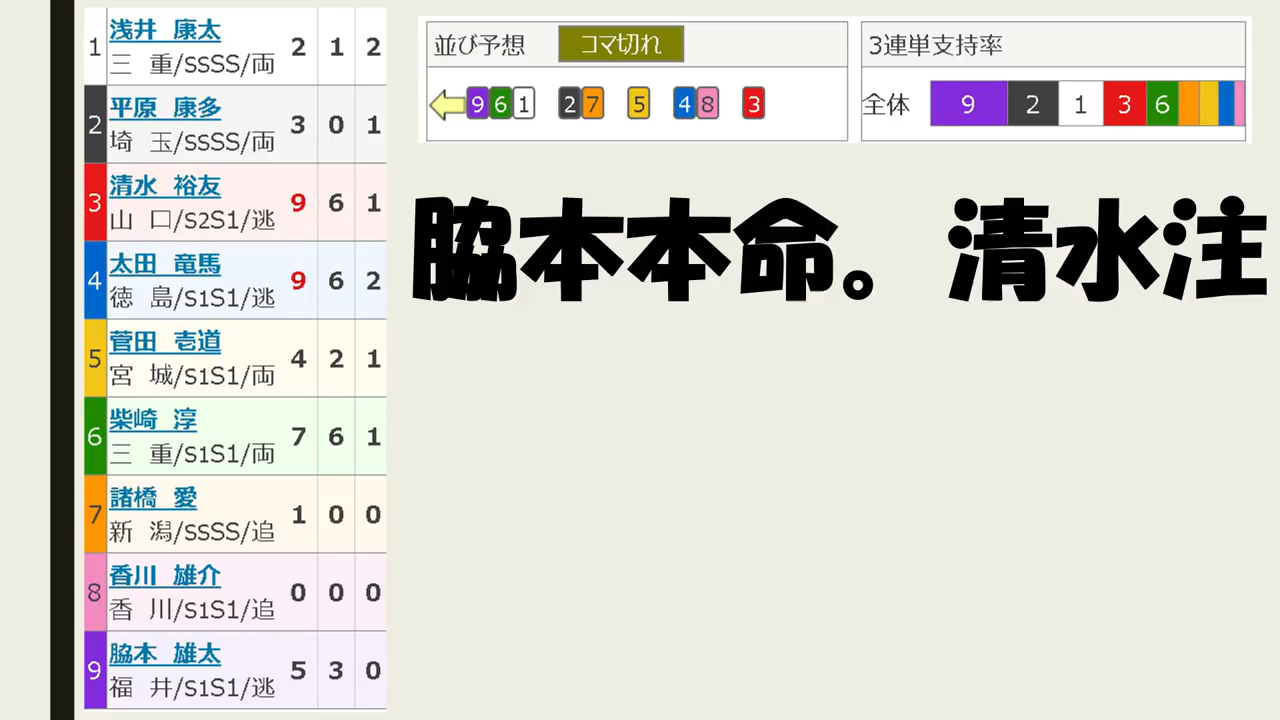 1 浅井 康太 2 1 2
三 重/SSSS/両
2 平原 康多 3 0 1
埼 玉/SSSS/両
3 清水 裕友 9 6 1
山 口/S2S1/逃
4 太田 竜馬 9 6 2
徳 島/S1S1/逃
5 菅田 壱道 4 2 1
宮 城/S1S1/両
6 柴崎 淳 7 6 1
三 重/S1S1/両
7 諸橋 愛 1 0 0
新 潟/SSSS/追
8 香川 雄介 0 0 0
香 川/S1S1/追
9 脇本 雄太 5 3 0
福 井/S1S1/逃
並び予想 コマ切れ
9 6 1 2 7 5 4 8 3
3連単支持率
全体 9 2 1 3 6
脇本本命。清水注